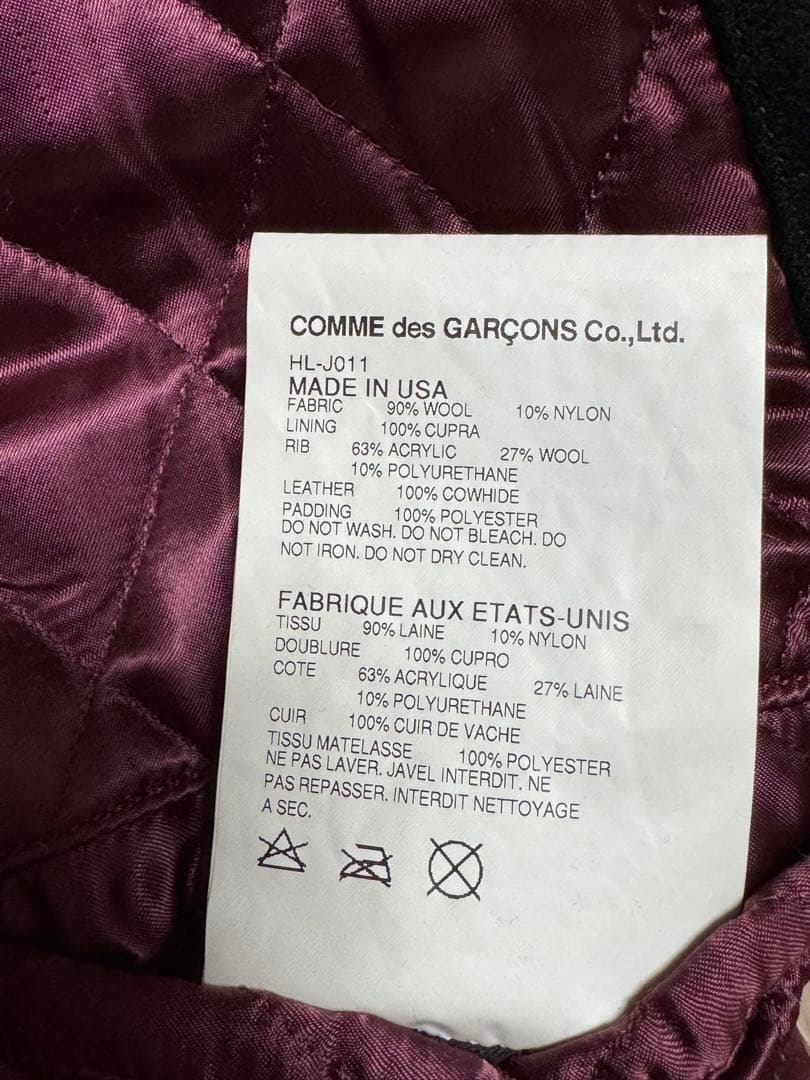 COMME des GARÇONS Co.,Ltd.
HL-J011
MADE IN USA
FABRIC 90% WOOL 10% NYLON
LINING 100% CUPRA
RIB 63% ACRYLIC 27% WOOL
10% POLYURETHANE
LEATHER 100% COWHIDE
PADDING 100% POLYESTER
DO NOT WASH. DO NOT BLEACH. DO
NOT IRON. DO NOT DRY CLEAN.
FABRIQUE AUX ETATS-UNIS
TISSU 90% LAINE 10% NYLON
DOUBLURE 100% CUPRO
COTE 63% ACRYLIQUE 27% LAINE
10% POLYURETHANE
CUIR 100% CUIR DE VACHE
TISSU MATELASSE 100% POLYESTER
NE PAS LAVER. JAVEL INTERDIT. NE
PAS REPASSER. INTERDIT NETTOYAGE
A SEC.